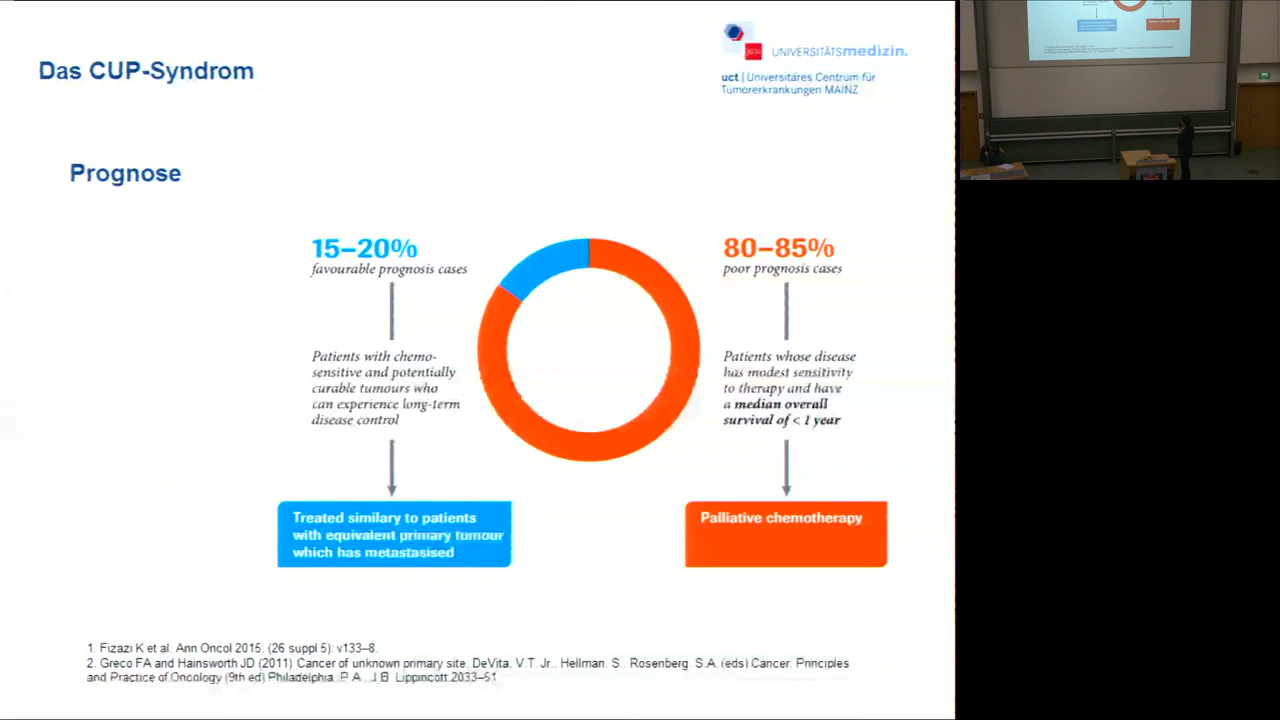 Das CUP-Syndrom
UNIVERSITÄTSmedizin.
uct | Universitäres Centrum für
Tumorerkrankungen MAINZ
Prognose
15–20%
favourable prognosis cases
Patients with chemo-
sensitive and potentially
curable tumours who
can experience long-term
disease control
Treated similary to patients
with equivalent primary tumour
which has metastasised
80–85%
poor prognosis cases
Patients whose disease
has modest sensitivity
to therapy and have
a median overall
survival of < 1 year
Palliative chemotherapy
1. Fizazi K et al. Ann Oncol 2015. (26 suppl 5): v133–8.
2. Greco FA and Hainsworth JD (2011) Cancer of unknown primary site. DeVita. V.T. Jr., Hellman. S.. Rosenberg. S.A. (eds) Cancer. Principles
and Practice of Oncology (9th ed) Philadelphia. P.A. J.B. Lippincott:2033–51